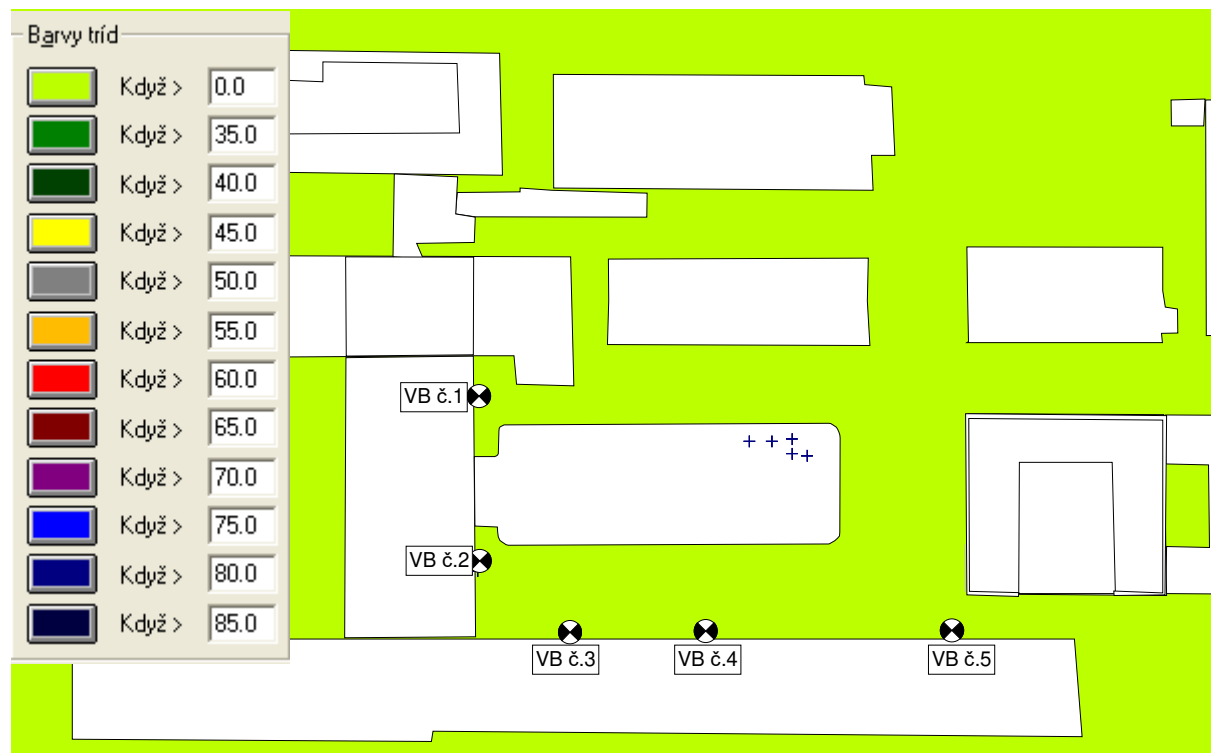 Barvy tríd
Když > 0.0
Když > 35.0
Když > 40.0
Když > 45.0
Když > 50.0
Když > 55.0
Když > 60.0
Když > 65.0
Když > 70.0
Když > 75.0
Když > 80.0
Když > 85.0
VB č.1
VB č.2
VB č.3
VB č.4
VB č.5